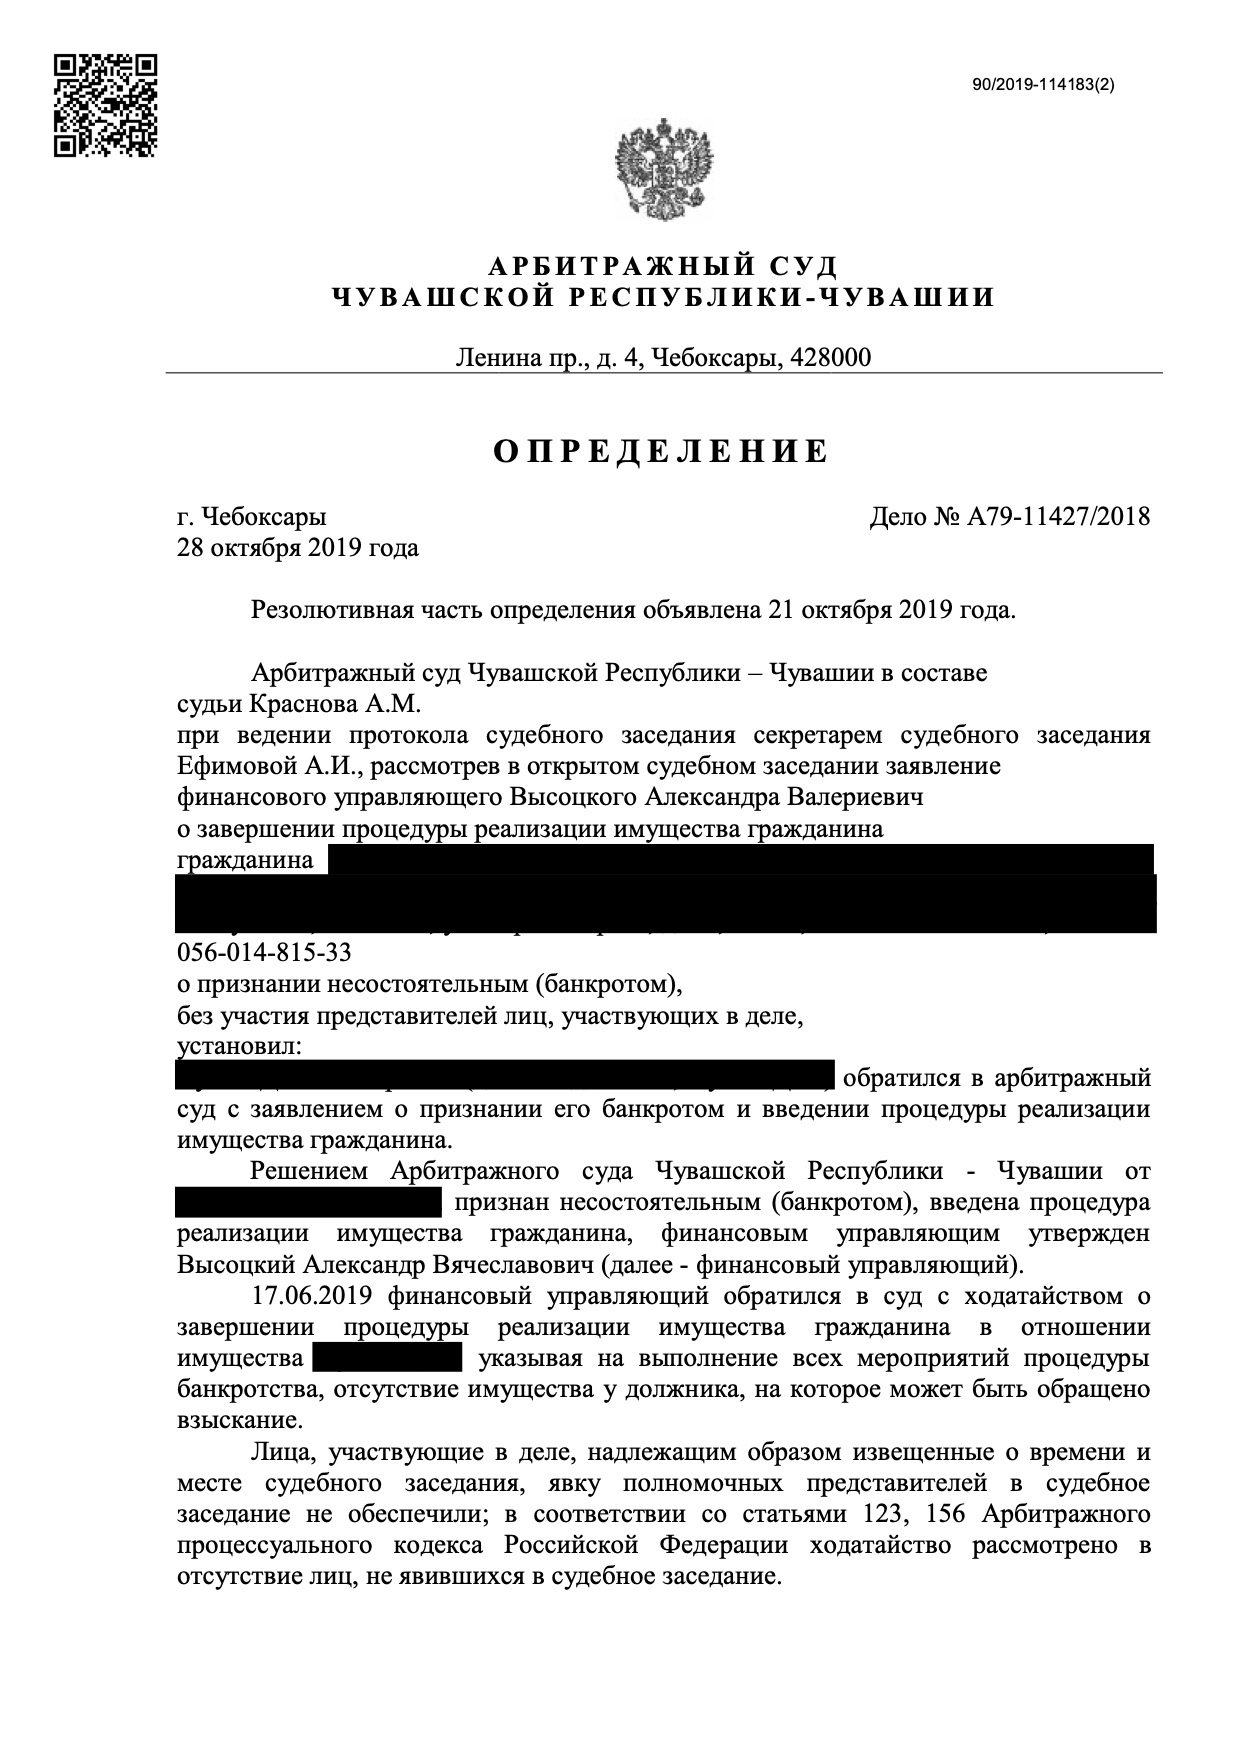 90/2019-114183(2)
АРБИТРАЖНЫЙ СУД
ЧУВАШСКОЙ РЕСПУБЛИКИ-ЧУВАШИИ
Ленина пр., д. 4, Чебоксары, 428000
ОПРЕДЕЛЕНИЕ
г. Чебоксары Дело № А79-11427/2018
28 октября 2019 года
Резолютивная часть определения объявлена 21 октября 2019 года.
Арбитражный суд Чувашской Республики – Чувашии в составе
судьи Краснова А.М.
при ведении протокола судебного заседания секретарем судебного заседания
Ефимовой А.И., рассмотрев в открытом судебном заседании заявление
финансового управляющего Высоцкого Александра Валериевич
о завершении процедуры реализации имущества гражданина
гражданина
056-014-815-33
о признании несостоятельным (банкротом),
без участия представителей лиц, участвующих в деле,
установил:
обратился в арбитражный
суд с заявлением о признании его банкротом и введении процедуры реализации
имущества гражданина.
Решением Арбитражного суда Чувашской Республики - Чувашии от
признан несостоятельным (банкротом), введена процедура
реализации имущества гражданина, финансовым управляющим утвержден
Высоцкий Александр Вячеславович (далее - финансовый управляющий).
17.06.2019 финансовый управляющий обратился в суд с ходатайством о
завершении процедуры реализации имущества гражданина в отношении
имущества указывая на выполнение всех мероприятий процедуры
банкротства, отсутствие имущества у должника, на которое может быть обращено
взыскание.
Лица, участвующие в деле, надлежащим образом извещенные о времени и
месте судебного заседания, явку полномочных представителей в судебное
заседание не обеспечили; в соответствии со статьями 123, 156 Арбитражного
процессуального кодекса Российской Федерации ходатайство рассмотрено в
отсутствие лиц, не явившихся в судебное заседание.